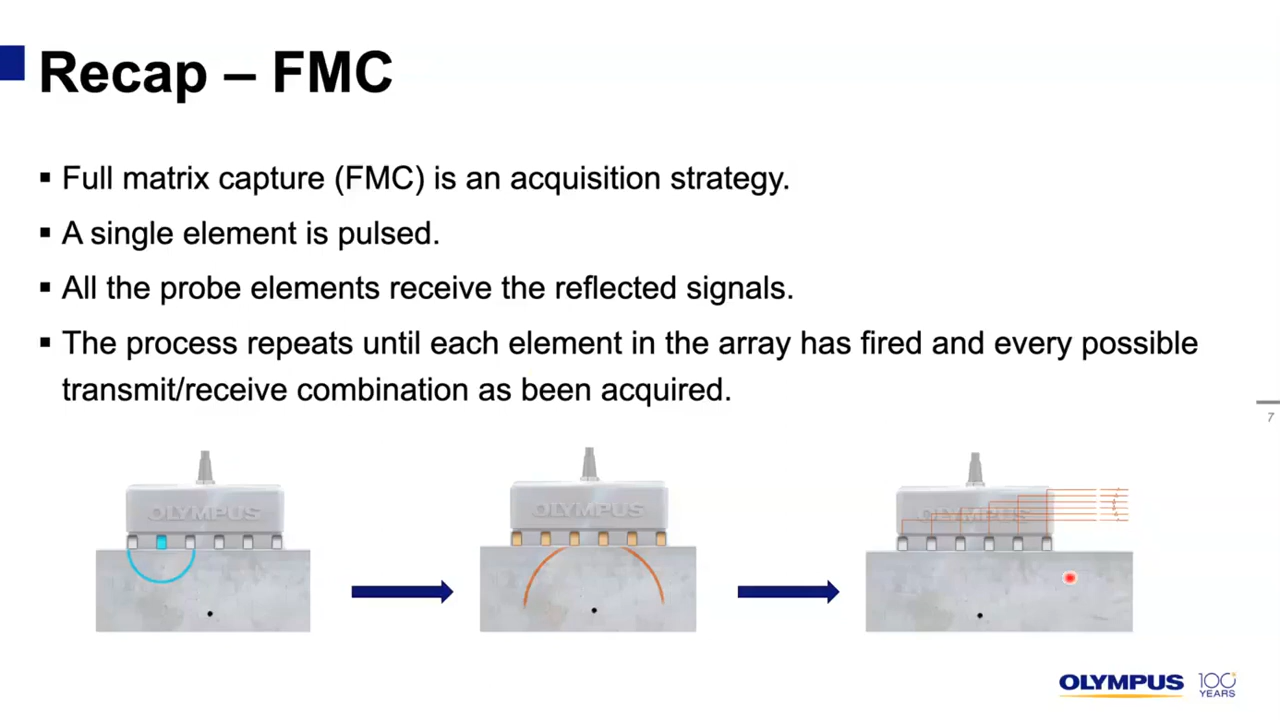 Recap – FMC
▪ Full matrix capture (FMC) is an acquisition strategy.
▪ A single element is pulsed.
▪ All the probe elements receive the reflected signals.
▪ The process repeats until each element in the array has fired and every possible
transmit/receive combination as been acquired.
7
OLYMPUS
OLYMPUS
OLYMPUS
OLYMPUS 100
YEARS